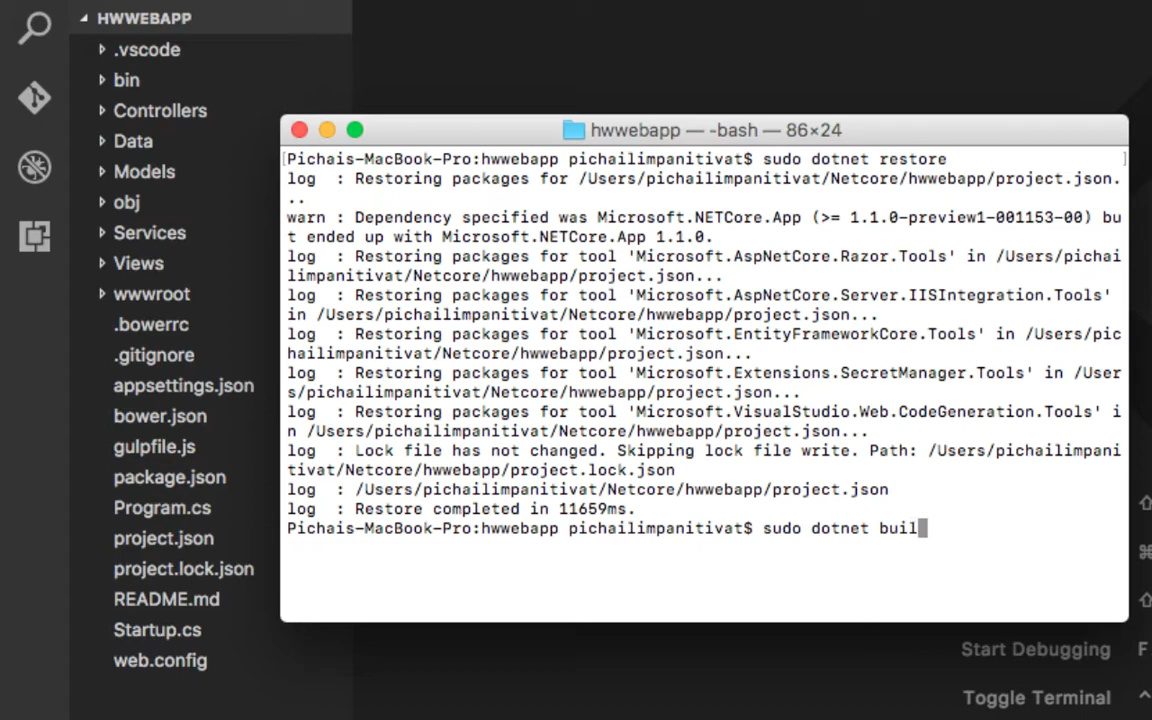 HWWEBAPP
.vscode
bin
Controllers
Data
Models
obj
Services
Views
wwwroot
.bowerrc
.gitignore
appsettings.json
bower.json
gulpfile.js
package.json
Program.cs
project.json
project.lock.json
README.md
Startup.cs
web.config
hwwebapp — -bash — 86×24
Pichais-MacBook-Pro:hwwebapp pichailimpanitivat$ sudo dotnet restore
log  : Restoring packages for /Users/pichailimpanitivat/Netcore/hwwebapp/project.json.
..
warn : Dependency specified was Microsoft.NETCore.App (>= 1.1.0-preview1-001153-00) bu
t ended up with Microsoft.NETCore.App 1.1.0.
log  : Restoring packages for tool 'Microsoft.AspNetCore.Razor.Tools' in /Users/pichai
limpanitivat/Netcore/hwwebapp/project.json...
log  : Restoring packages for tool 'Microsoft.AspNetCore.Server.IISIntegration.Tools'
in /Users/pichailimpanitivat/Netcore/hwwebapp/project.json...
log  : Restoring packages for tool 'Microsoft.EntityFrameworkCore.Tools' in /Users/pic
hailimpanitivat/Netcore/hwwebapp/project.json...
log  : Restoring packages for tool 'Microsoft.Extensions.SecretManager.Tools' in /User
s/pichailimpanitivat/Netcore/hwwebapp/project.json...
log  : Restoring packages for tool 'Microsoft.VisualStudio.Web.CodeGeneration.Tools' i
n /Users/pichailimpanitivat/Netcore/hwwebapp/project.json...
log  : Lock file has not changed. Skipping lock file write. Path: /Users/pichailimpani
tivat/Netcore/hwwebapp/project.lock.json
log  : /Users/pichailimpanitivat/Netcore/hwwebapp/project.json
log  : Restore completed in 11659ms.
Pichais-MacBook-Pro:hwwebapp pichailimpanitivat$ sudo dotnet buil
⇧
⌘
⇧
Start Debugging F
Toggle Terminal ^